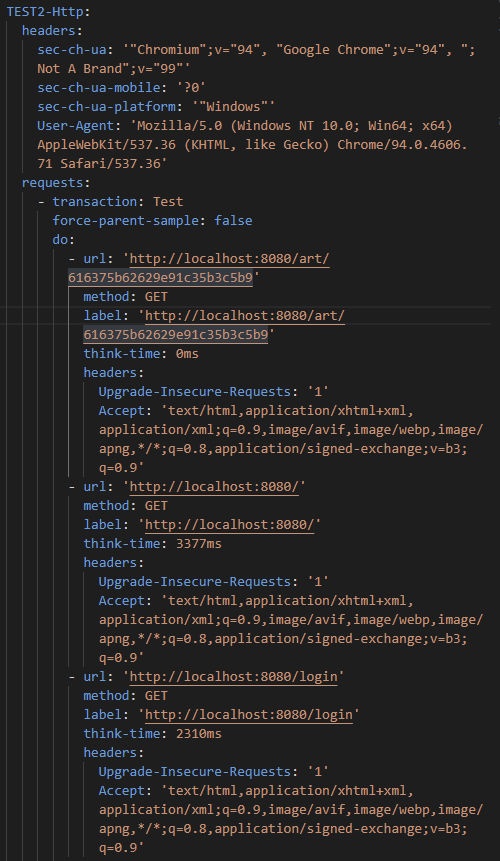 TEST2-Http:
headers:
sec-ch-ua: '"Chromium";v="94", "Google Chrome";v="94", ";
Not A Brand";v="99"'
sec-ch-ua-mobile: '?0'
sec-ch-ua-platform: '"Windows"'
User-Agent: 'Mozilla/5.0 (Windows NT 10.0; Win64; x64)
AppleWebKit/537.36 (KHTML, like Gecko) Chrome/94.0.4606.
71 Safari/537.36'
requests:
- transaction: Test
force-parent-sample: false
do:
- url: 'http://localhost:8080/art/
616375b62629e91c35b3c5b9'
method: GET
label: 'http://localhost:8080/art/
616375b62629e91c35b3c5b9'
think-time: 0ms
headers:
Upgrade-Insecure-Requests: '1'
Accept: 'text/html,application/xhtml+xml,
application/xml;q=0.9,image/avif,image/webp,image/
apng,*/*;q=0.8,application/signed-exchange;v=b3;
q=0.9'
- url: 'http://localhost:8080/'
method: GET
label: 'http://localhost:8080/'
think-time: 3377ms
headers:
Upgrade-Insecure-Requests: '1'
Accept: 'text/html,application/xhtml+xml,
application/xml;q=0.9,image/avif,image/webp,image/
apng,*/*;q=0.8,application/signed-exchange;v=b3;
q=0.9'
- url: 'http://localhost:8080/login'
method: GET
label: 'http://localhost:8080/login'
think-time: 2310ms
headers:
Upgrade-Insecure-Requests: '1'
Accept: 'text/html,application/xhtml+xml,
application/xml;q=0.9,image/avif,image/webp,image/
apng,*/*;q=0.8,application/signed-exchange;v=b3;
q=0.9'